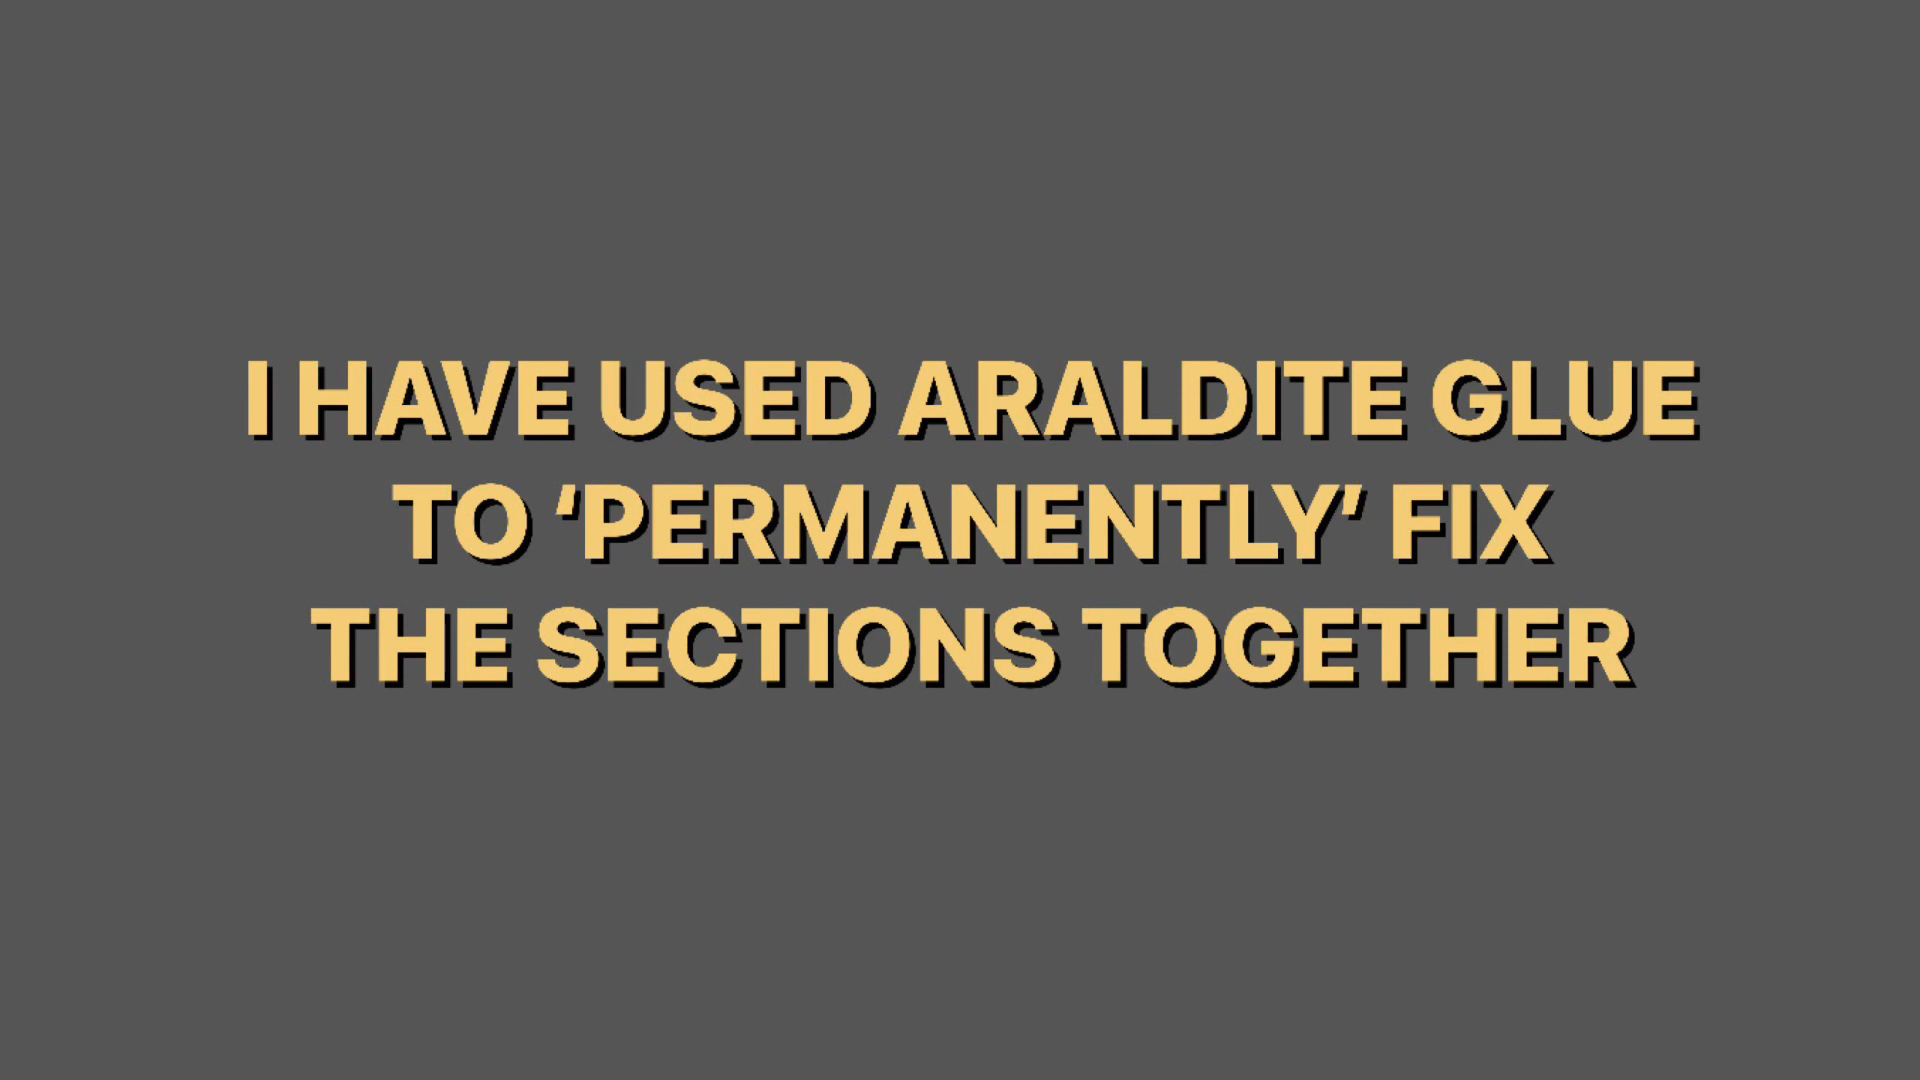 I HAVE USED ARALDITE GLUE
TO ‘PERMANENTLY’ FIX
THE SECTIONS TOGETHER